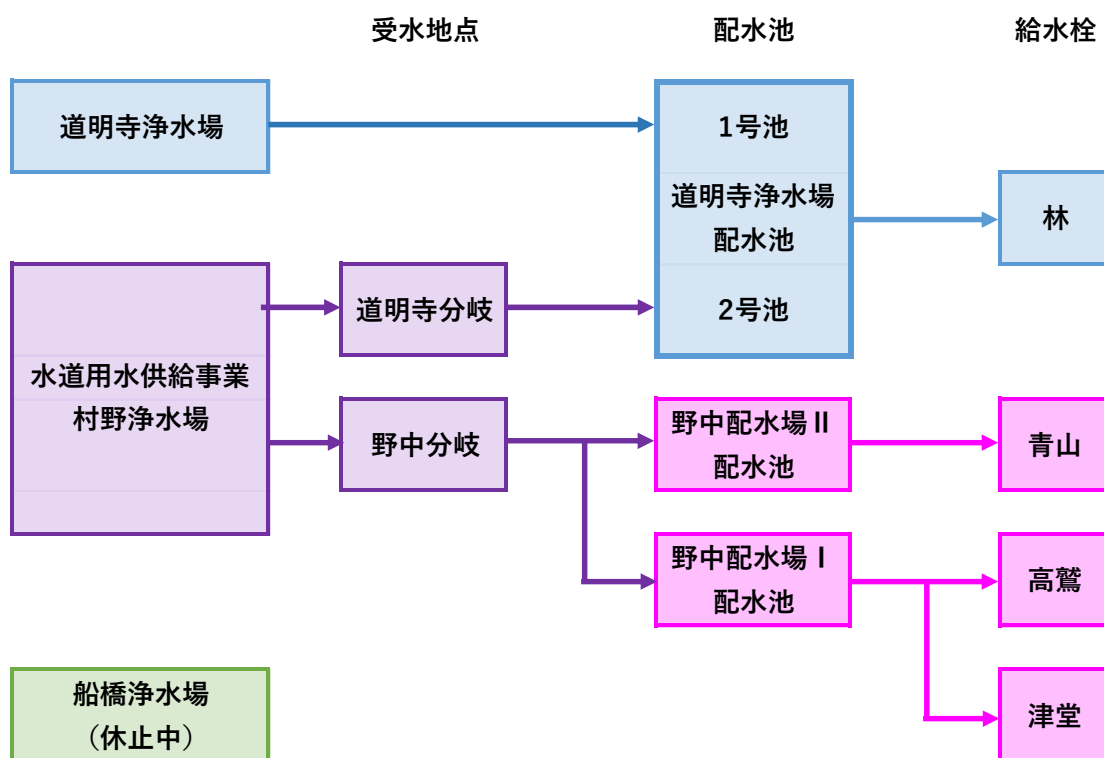 受水地点
配水池
給水栓
道明寺浄水場
1号池
道明寺浄水場
配水池
2号池
林
水道用水供給事業
村野浄水場
道明寺分岐
野中分岐
野中配水場Ⅱ
配水池
青山
野中配水場Ⅰ
配水池
高鷲
津堂
船橋浄水場
（休止中）